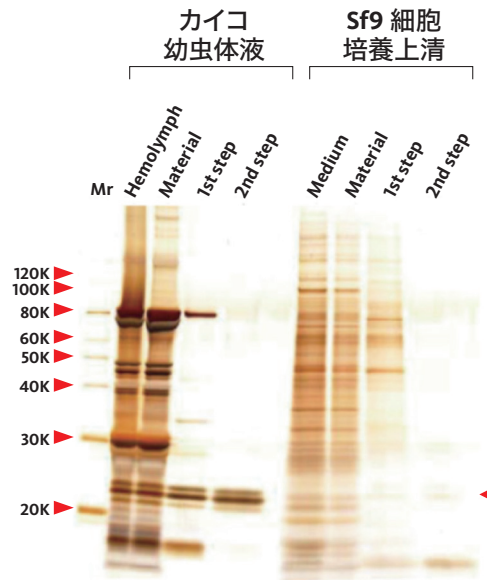 カイコ
幼虫体液
Sf9 細胞
培養上清
Mr
Hemolymph
Material
1st step
2nd step
Medium
Material
1st step
2nd step
120K
100K
80K
60K
50K
40K
30K
20K